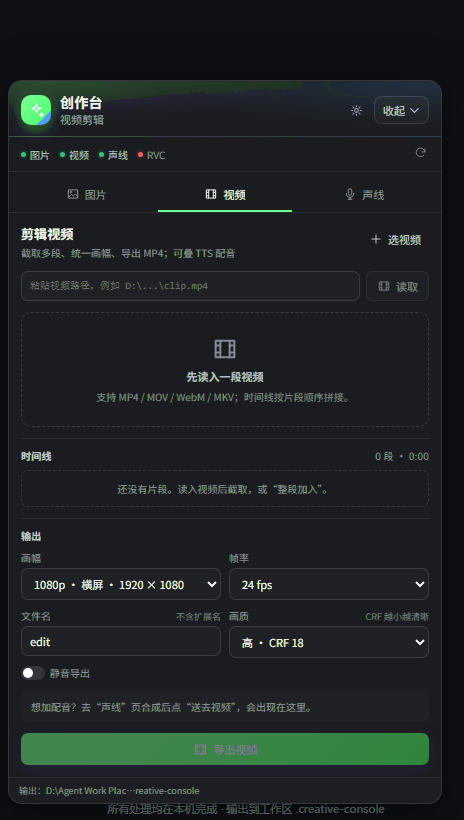 创作台
视频剪辑
收起
图片 视频 声线 RVC
图片 视频 声线
剪辑视频
选视频
截取多段、统一画幅、导出 MP4；可叠 TTS 配音
粘贴视频路径，例如 D:\...\clip.mp4
读取
先读入一段视频
支持 MP4 / MOV / WebM / MKV；时间线按片段顺序拼接。
时间线 0 段 · 0:00
还没有片段。读入视频后截取，或“整段加入”。
输出
画幅 帧率
1080p · 横屏 · 1920 × 1080 24 fps
文件名 不含扩展名 画质 CRF 越小越清晰
edit 高 · CRF 18
静音导出
想加配音？去“声线”页合成后点“送去视频”，会出现在这里。
导出视频
输出：D:\Agent Work Plac…reative-console
所有处理均在本机完成 · 输出到工作区 .creative-console